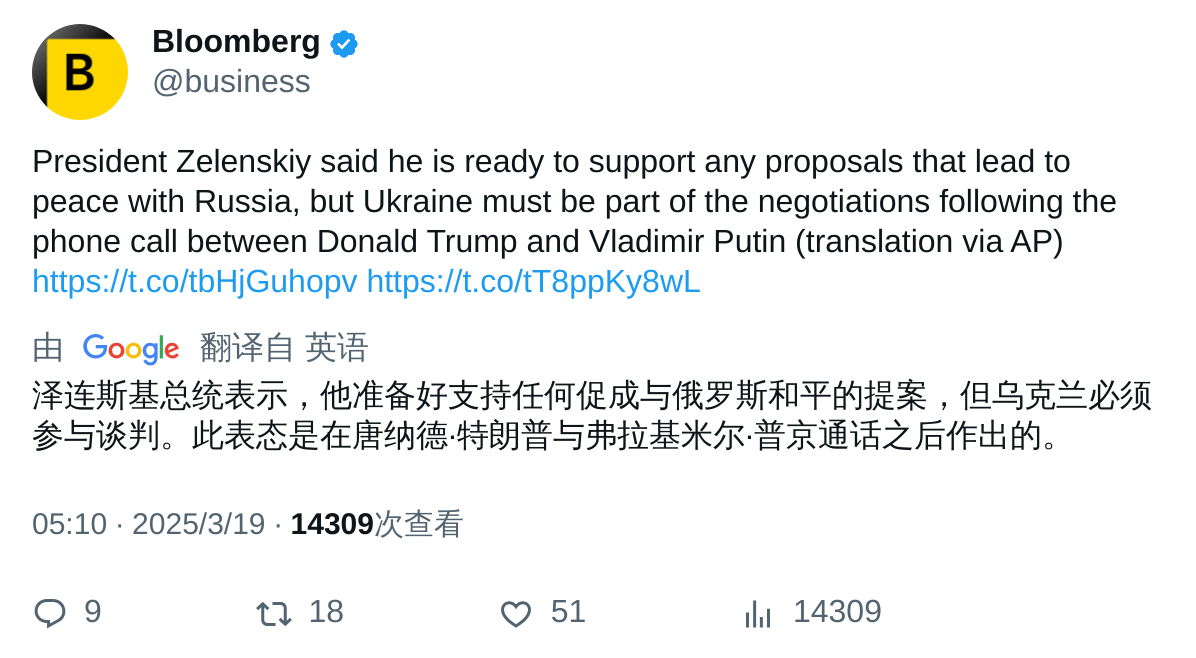 B
Bloomberg
@business
President Zelenskiy said he is ready to support any proposals that lead to
peace with Russia, but Ukraine must be part of the negotiations following the
phone call between Donald Trump and Vladimir Putin (translation via AP)
https://t.co/tbHjGuhopv https://t.co/tT8ppKy8wL
由 Google 翻译自 英语
泽连斯基总统表示，他准备好支持任何促成与俄罗斯和平的提案，但乌克兰必须
参与谈判。此表态是在唐纳德·特朗普与弗拉基米尔·普京通话之后作出的。
05:10 · 2025/3/19 · 14309次查看
9 18 51 14309